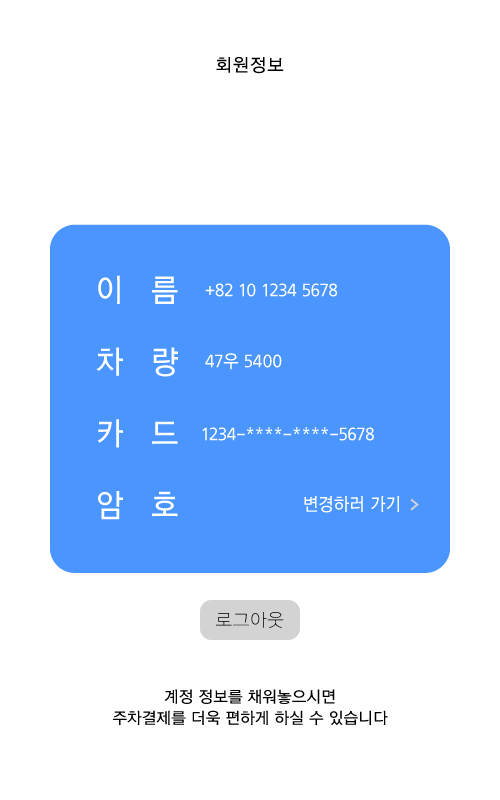 회원정보
이 름 +82 10 1234 5678
차 량 47우 5400
카 드 1234-****-****-5678
암 호 변경하러 가기 >
로그아웃
계정 정보를 채워놓으시면
주차결제를 더욱 편하게 하실 수 있습니다